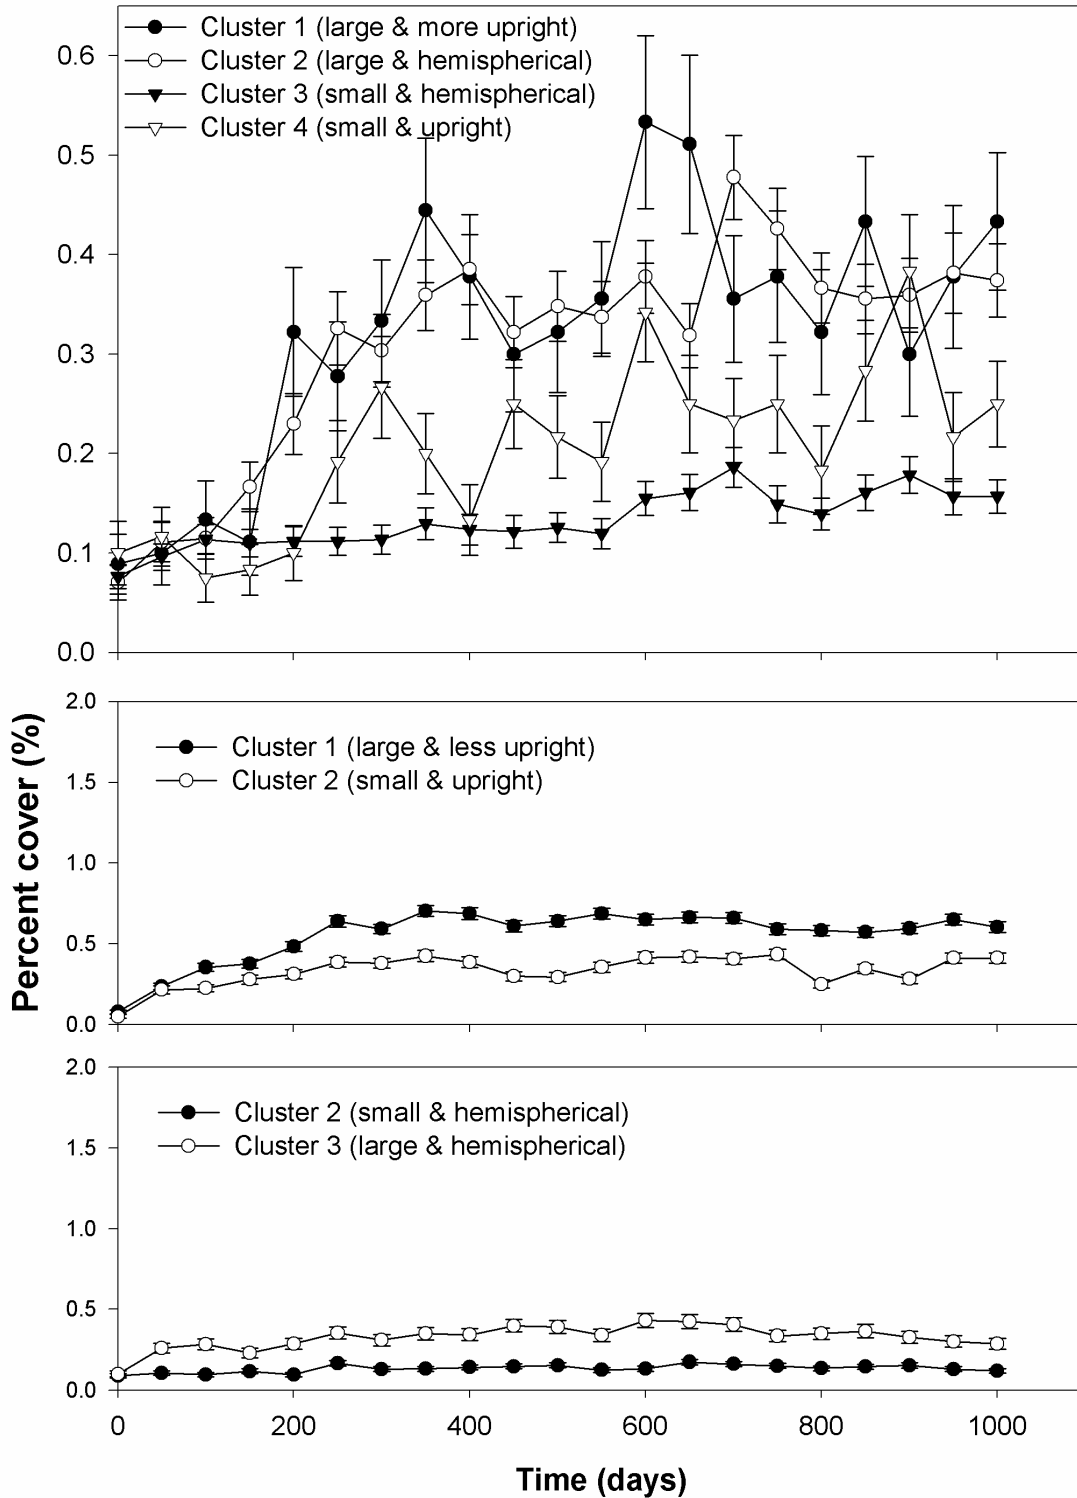 Cluster 1 (large & more upright)
Cluster 2 (large & hemispherical)
Cluster 3 (small & hemispherical)
Cluster 4 (small & upright)
0.6
0.5
0.4
0.3
0.2
0.1
0.0
Percent cover (%)
2.0
1.5
1.0
0.5
0.0
Cluster 1 (large & less upright)
Cluster 2 (small & upright)
2.0
1.5
1.0
0.5
0.0
Cluster 2 (small & hemispherical)
Cluster 3 (large & hemispherical)
0 200 400 600 800 1000
Time (days)